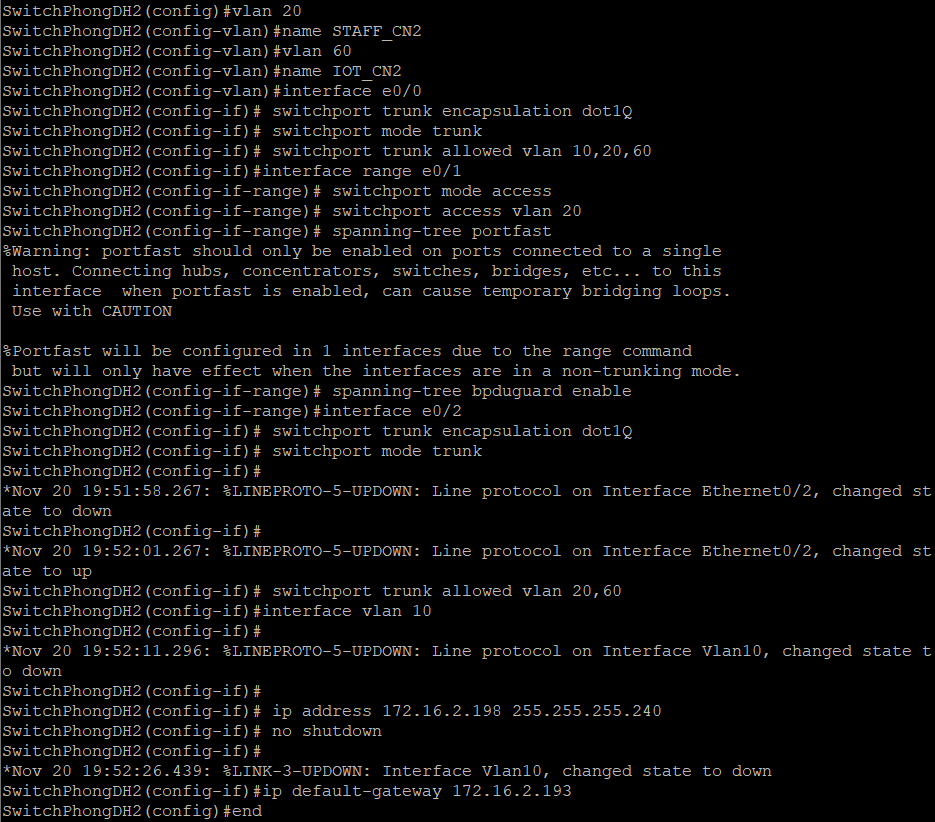 SwitchPhongDH2(config)#vlan 20
SwitchPhongDH2(config-vlan)#name STAFF_CN2
SwitchPhongDH2(config-vlan)#vlan 60
SwitchPhongDH2(config-vlan)#name IOT_CN2
SwitchPhongDH2(config-vlan)#interface e0/0
SwitchPhongDH2(config-if)# switchport trunk encapsulation dot1Q
SwitchPhongDH2(config-if)# switchport mode trunk
SwitchPhongDH2(config-if)# switchport trunk allowed vlan 10,20,60
SwitchPhongDH2(config-if)#interface range e0/1
SwitchPhongDH2(config-if-range)# switchport mode access
SwitchPhongDH2(config-if-range)# switchport access vlan 20
SwitchPhongDH2(config-if-range)# spanning-tree portfast
%Warning: portfast should only be enabled on ports connected to a single
 host. Connecting hubs, concentrators, switches, bridges, etc... to this
 interface  when portfast is enabled, can cause temporary bridging loops.
 Use with CAUTION

%Portfast will be configured in 1 interfaces due to the range command
 but will only have effect when the interfaces are in a non-trunking mode.
SwitchPhongDH2(config-if-range)# spanning-tree bpduguard enable
SwitchPhongDH2(config-if-range)#interface e0/2
SwitchPhongDH2(config-if)# switchport trunk encapsulation dot1Q
SwitchPhongDH2(config-if)# switchport mode trunk
SwitchPhongDH2(config-if)#
*Nov 20 19:51:58.267: %LINEPROTO-5-UPDOWN: Line protocol on Interface Ethernet0/2, changed st
ate to down
SwitchPhongDH2(config-if)#
*Nov 20 19:52:01.267: %LINEPROTO-5-UPDOWN: Line protocol on Interface Ethernet0/2, changed st
ate to up
SwitchPhongDH2(config-if)# switchport trunk allowed vlan 20,60
SwitchPhongDH2(config-if)#interface vlan 10
SwitchPhongDH2(config-if)#
*Nov 20 19:52:11.296: %LINEPROTO-5-UPDOWN: Line protocol on Interface Vlan10, changed state t
o down
SwitchPhongDH2(config-if)#
SwitchPhongDH2(config-if)# ip address 172.16.2.198 255.255.255.240
SwitchPhongDH2(config-if)# no shutdown
SwitchPhongDH2(config-if)#
*Nov 20 19:52:26.439: %LINK-3-UPDOWN: Interface Vlan10, changed state to down
SwitchPhongDH2(config-if)#ip default-gateway 172.16.2.193
SwitchPhongDH2(config)#end